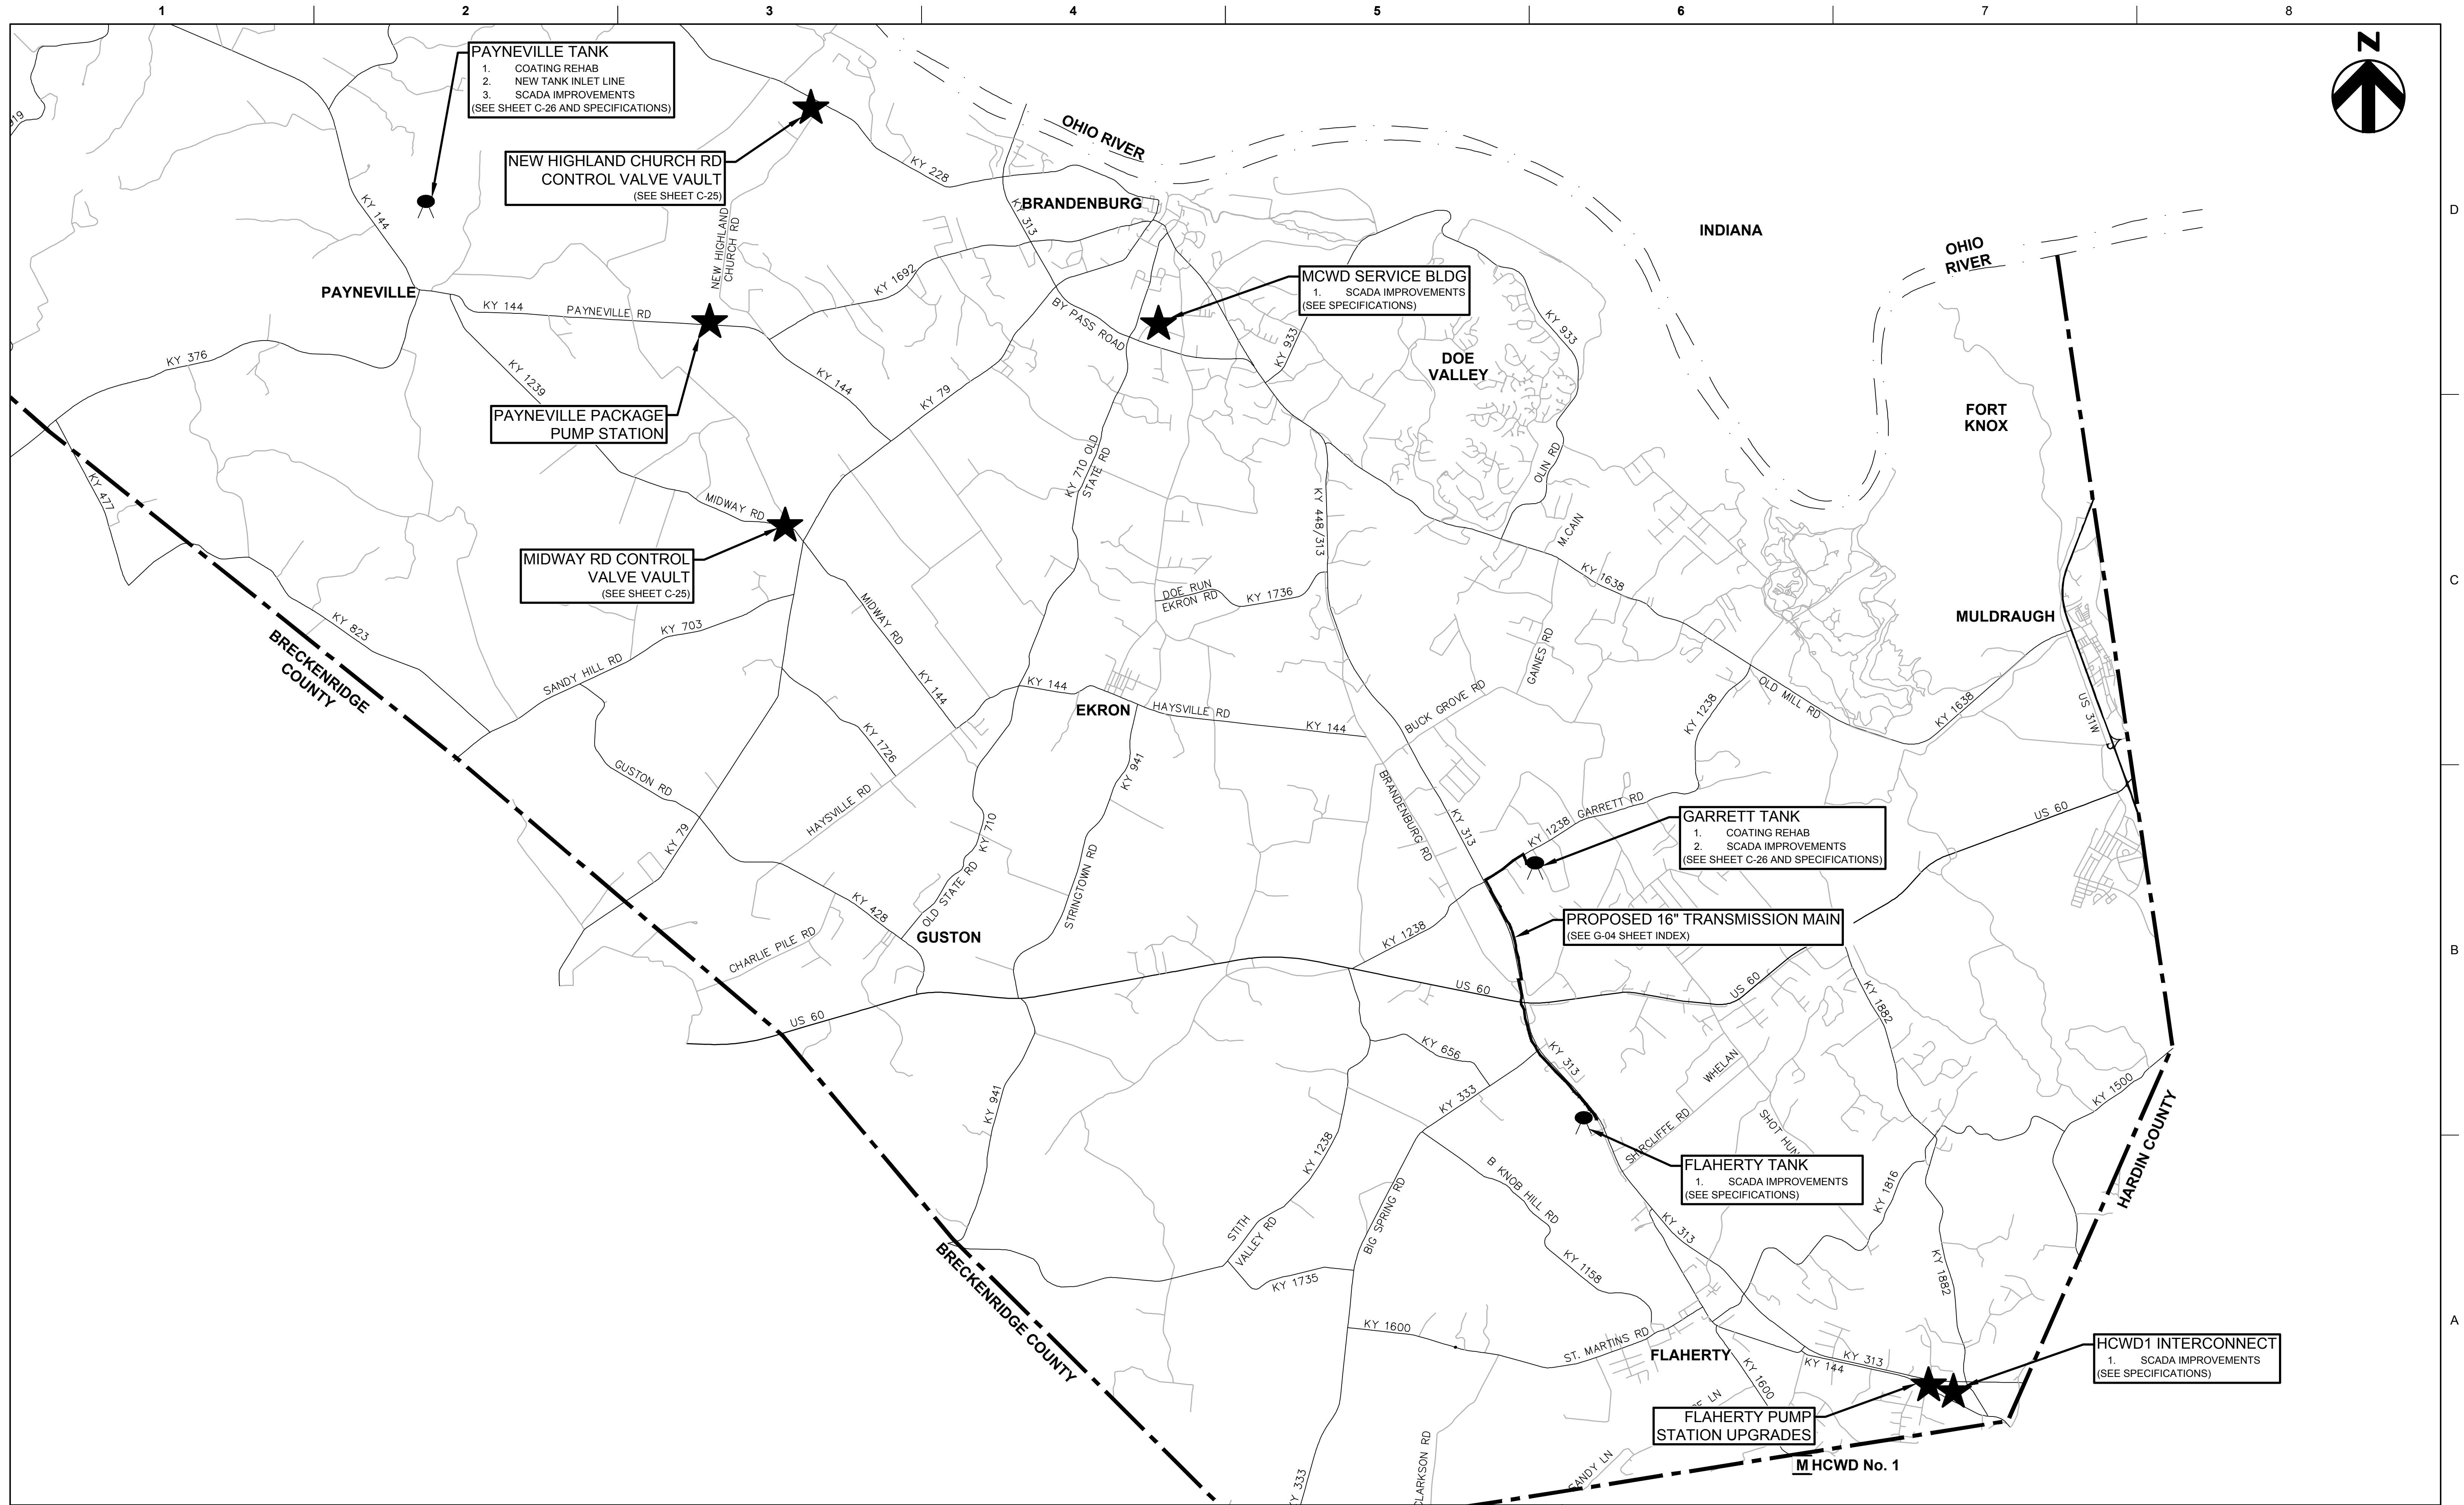 1 2 3 4 5 6 7 8
N
PAYNEVILLE TANK
1. COATING REHAB
2. NEW TANK INLET LINE
3. SCADA IMPROVEMENTS
(SEE SHEET C-26 AND SPECIFICATIONS)
NEW HIGHLAND CHURCH RD
CONTROL VALVE VAULT
(SEE SHEET C-25)
OHIO RIVER
KY 228
KY 313
BRANDENBURG
KY 144
NEW HIGHLAND
CHURCH RD
D
INDIANA
OHIO
RIVER
MCWD SERVICE BLDG
1. SCADA IMPROVEMENTS
(SEE SPECIFICATIONS)
PAYNEVILLE
KY 144
PAYNEVILLE RD
KY 1692
BY PASS ROAD
KY 933
KY 933
DOE
VALLEY
KY 376
KY 1239
KY 144
KY 79
PAYNEVILLE PACKAGE
PUMP STATION
FORT
KNOX
KY 477
KY 710 OLD
STATE RD
OLIN RD
MIDWAY RD
KY 448/313
M.CAIN
MIDWAY RD CONTROL
VALVE VAULT
(SEE SHEET C-25)
C
KY 1638
DOE RUN
EKRON RD
KY 1736
MIDWAY RD
MULDRAUGH
KY 823
BRECKENRIDGE
COUNTY
KY 703
SANDY HILL RD
GAINES RD
KY 144
KY 144
EKRON
HAYSVILLE RD
KY 144
BUCK GROVE RD
KY 1238
OLD MILL RD
KY 1638
US 31W
KY 1726
GUSTON RD
KY 941
HAYSVILLE RD
BRANDENBURG RD
KY 313
KY 1238
GARRETT RD
GARRETT TANK
1. COATING REHAB
2. SCADA IMPROVEMENTS
(SEE SHEET C-26 AND SPECIFICATIONS)
US 60
KY 79
KY 710
OLD STATE RD
STRINGTOWN RD
KY 428
GUSTON
KY 1238
PROPOSED 16" TRANSMISSION MAIN
(SEE G-04 SHEET INDEX)
B
CHARLIE PILE RD
US 60
US 60
US 60
KY 1882
KY 656
KY 313
WHELAN
KY 333
KY 941
SHIRCLIFFE RD
SHOT HUN
KY 1500
HARDIN COUNTY
KY 1238
B KNOB HILL RD
FLAHERTY TANK
1. SCADA IMPROVEMENTS
(SEE SPECIFICATIONS)
KY 1816
STITH
VALLEY RD
BIG SPRING RD
KY 313
BRECKENRIDGE COUNTY
KY 1735
KY 1158
KY 1882
A
KY 1600
ST. MARTINS RD
FLAHERTY
KY 1600
KY 144
KY 313
HCWD1 INTERCONNECT
1. SCADA IMPROVEMENTS
(SEE SPECIFICATIONS)
LN
FLAHERTY PUMP
STATION UPGRADES
M HCWD No. 1
KY 333
CLARKSON RD
SANDY LN